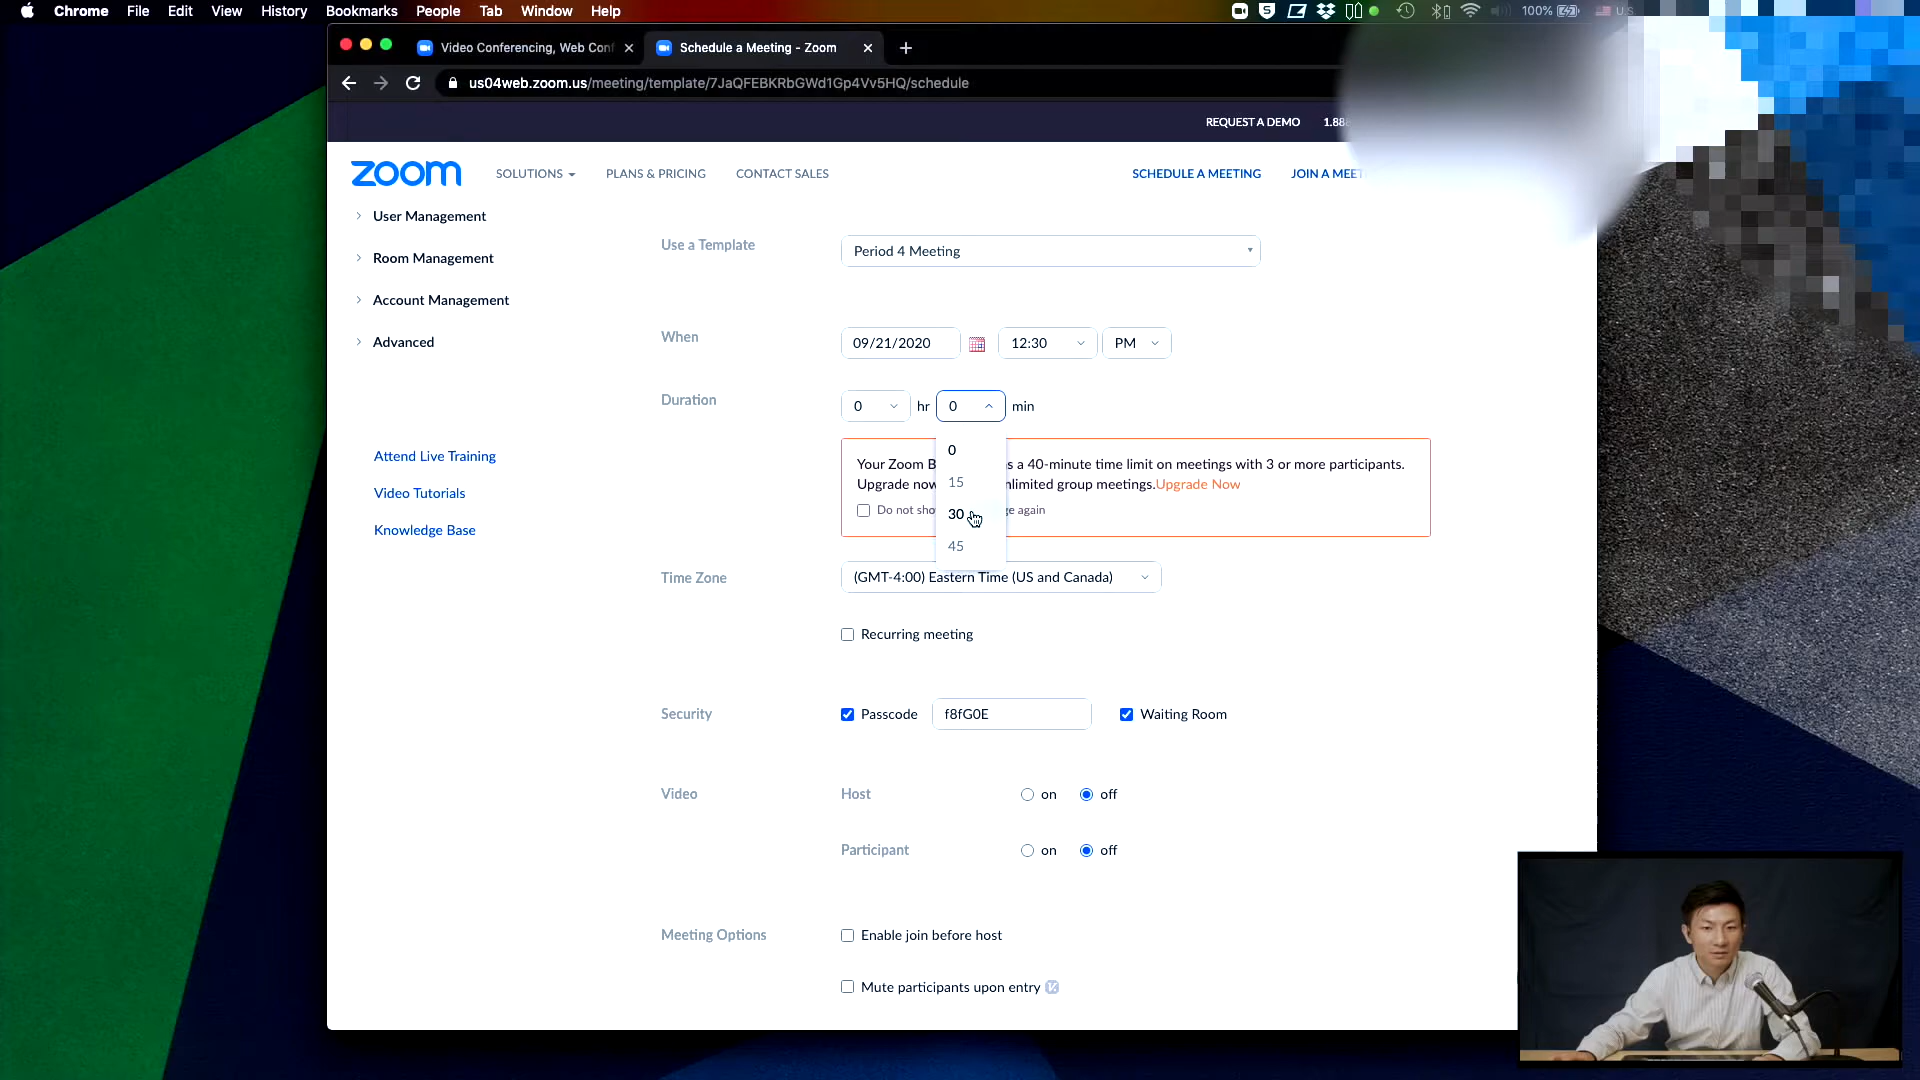 Chrome File Edit View History Bookmarks People Tab Window Help
100% U.S.
Video Conferencing, Web Conf
Schedule a Meeting - Zoom
us04web.zoom.us/meeting/template/7JaQFEBKRbGWd1Gp4Vv5HQ/schedule
REQUEST A DEMO 1.88
zoom SOLUTIONS PLANS & PRICING CONTACT SALES SCHEDULE A MEETING JOIN A MEET
User Management
Room Management
Account Management
Advanced
Attend Live Training
Video Tutorials
Knowledge Base
Use a Template Period 4 Meeting
When 09/21/2020 12:30 PM
Duration 0 hr 0 min
0
15
30
45
Your Zoom B s a 40-minute time limit on meetings with 3 or more participants.
Upgrade now nlimited group meetings.Upgrade Now
Do not sho ge again
Time Zone (GMT-4:00) Eastern Time (US and Canada)
Recurring meeting
Security Passcode f8fG0E Waiting Room
Video Host on off
Participant on off
Meeting Options Enable join before host
Mute participants upon entry